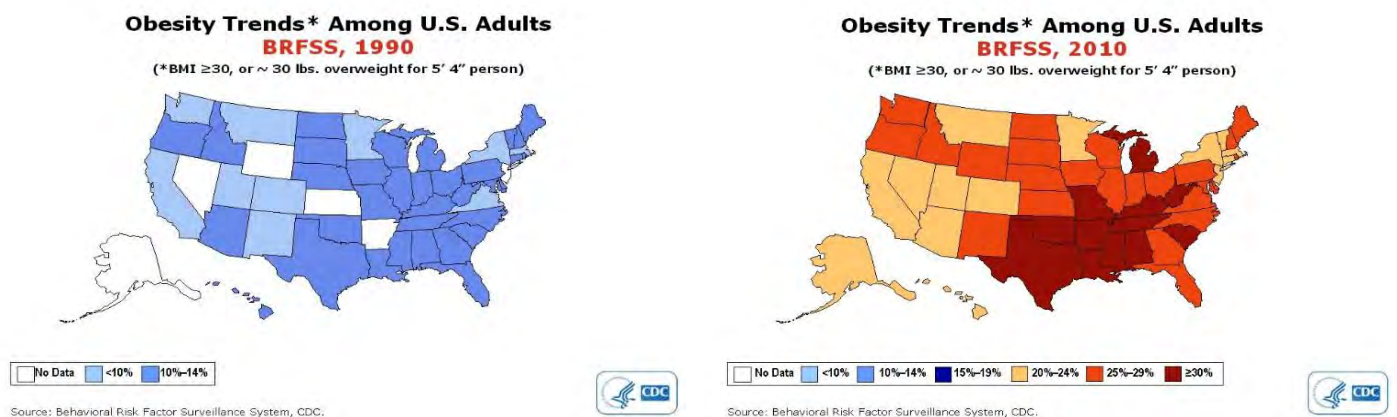 Obesity Trends* Among U.S. Adults
BRFSS, 1990
(*BMI ≥30, or ~ 30 lbs. overweight for 5’ 4” person)
No Data <10% 10%–14%
CDC
Source: Behavioral Risk Factor Surveillance System, CDC.
Obesity Trends* Among U.S. Adults
BRFSS, 2010
(*BMI ≥30, or ~ 30 lbs. overweight for 5’ 4” person)
No Data <10% 10%–14% 15%–19% 20%–24% 25%–29% ≥30%
CDC
Source: Behavioral Risk Factor Surveillance System, CDC.